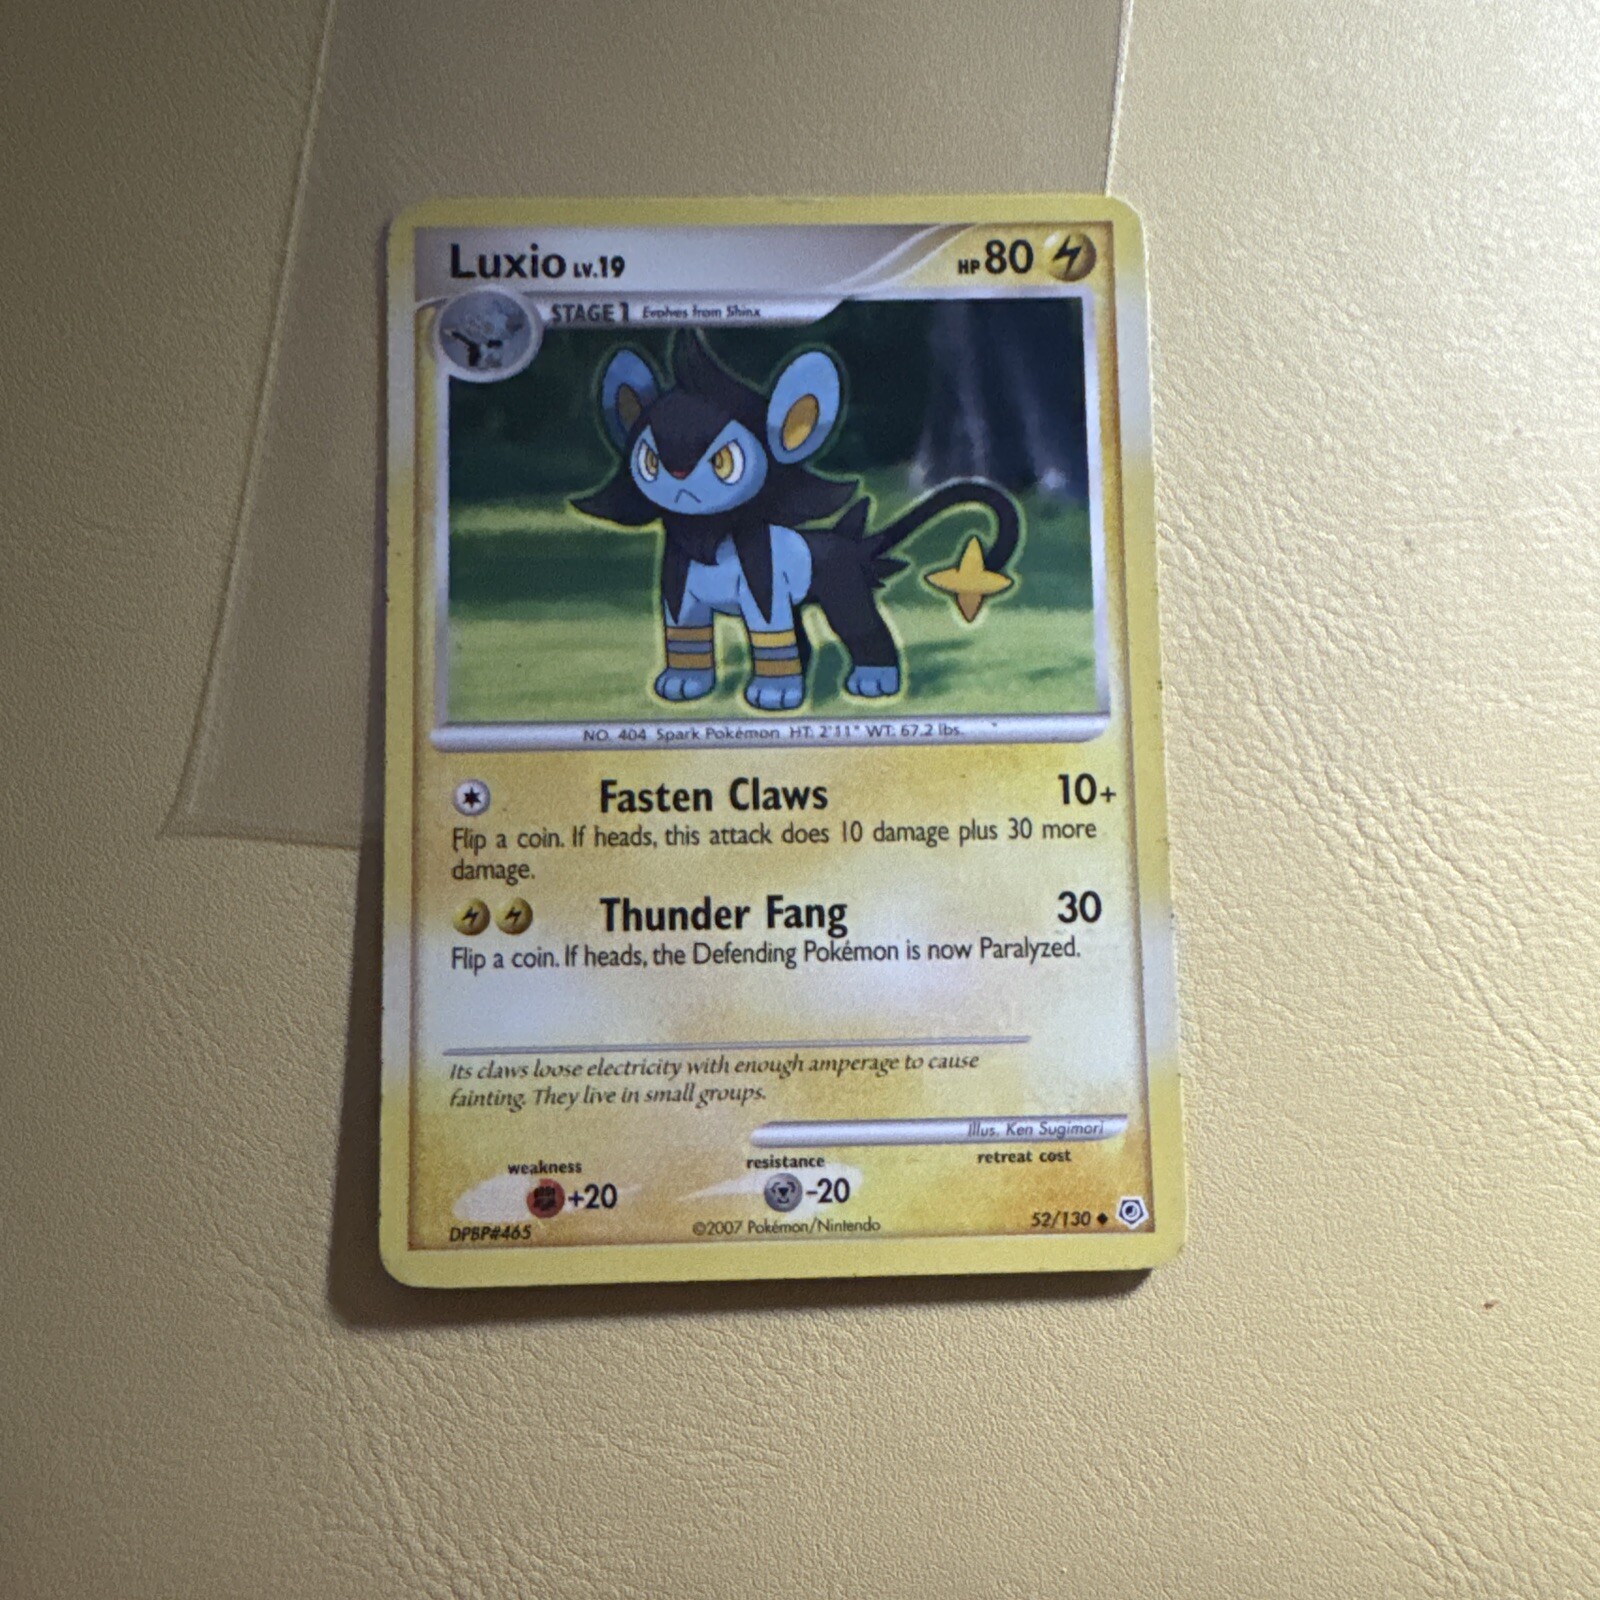 Luxio LV.19 HP 80
STAGE 1 Evolves from Shinx
NO. 404 Spark Pokémon HT: 2'11" WT: 67.2 lbs.
Fasten Claws 10+
Flip a coin. If heads, this attack does 10 damage plus 30 more
damage.
Thunder Fang 30
Flip a coin. If heads, the Defending Pokémon is now Paralyzed.
Its claws loose electricity with enough amperage to cause
fainting. They live in small groups.
Illus. Ken Sugimori
weakness resistance retreat cost
+20 -20
DPBP#465 ©2007 Pokémon/Nintendo 52/130